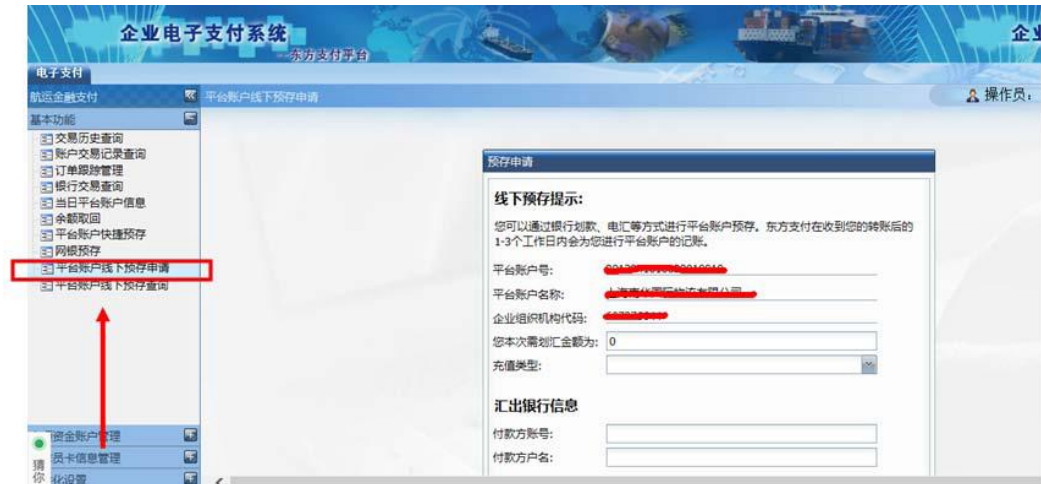 企业电子支付系统
——东方支付平台
企业
电子支付
航运金融支付
平台账户线下预存申请
操作员：
基本功能
交易历史查询
账户交易记录查询
订单跟踪管理
银行交易查询
当日平台账户信息
余额取回
平台账户快捷预存
网银预存
平台账户线下预存申请
平台账户线下预存查询
资金账户管理
员卡信息管理
化设置
猜
你
预存申请
线下预存提示:
您可以通过银行划款、电汇等方式进行平台账户预存。东方支付在收到您的转账后的
1-3个工作日内会为您进行平台账户的记账。
平台账户号:
平台账户名称:
企业组织机构代码:
您本次需划汇金额为: 0
充值类型:
汇出银行信息
付款方账号:
付款方户名: